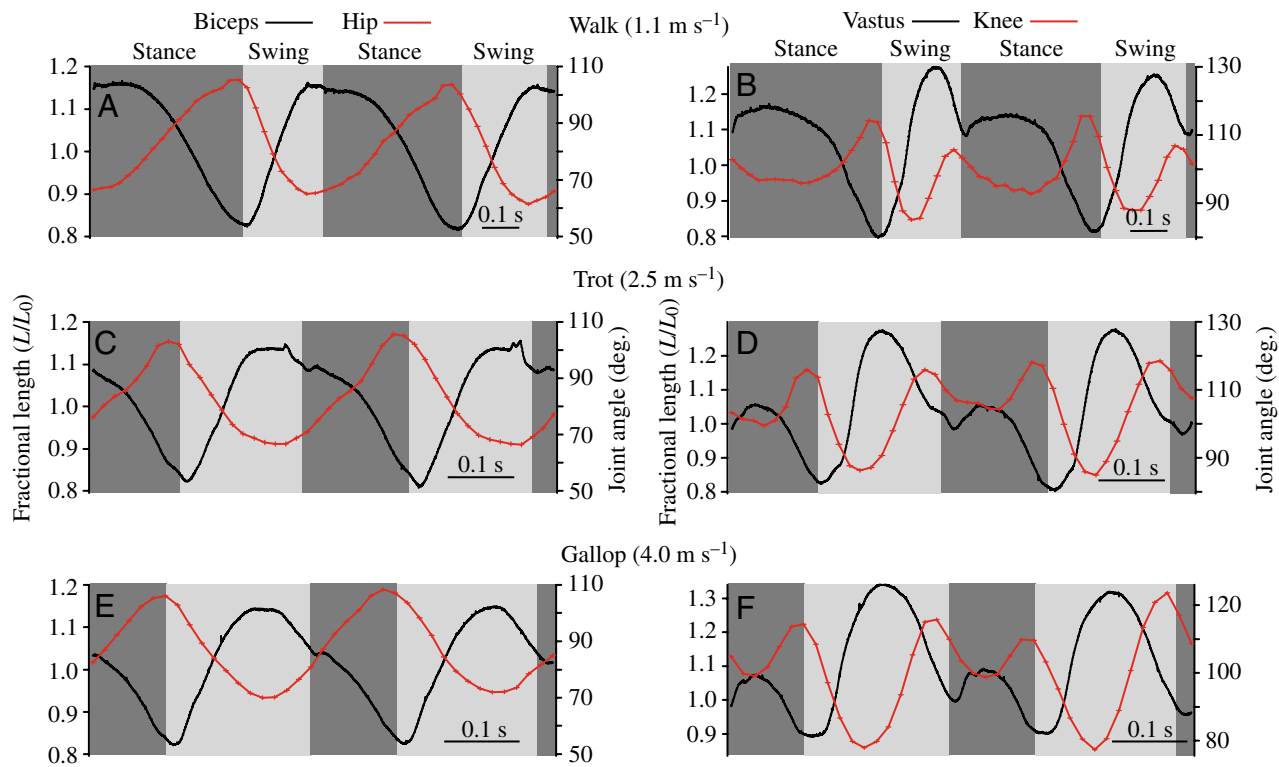 Biceps Hip Walk (1.1 m s–1) Vastus Knee
Stance Swing Stance Swing Stance Swing Stance Swing
A
1.2
1.15
1.0
0.9
0.8
110
90
70
50
0.1 s
B
1.2
1.1
1.0
0.9
0.8
130
110
90
0.1 s
Trot (2.5 m s–1)
Fractional length (L/L0)
C
1.2
1.1
1.0
0.9
0.8
110
90
70
50
0.1 s
Joint angle (deg.)
Fractional length (L/L0)
D
1.2
1.1
1.0
0.9
0.8
130
110
90
0.1 s
Joint angle (deg.)
Gallop (4.0 m s–1)
E
1.2
1.1
1.0
0.9
0.8
110
90
70
50
0.1 s
F
1.3
1.2
1.1
1.0
0.9
120
100
80
0.1 s